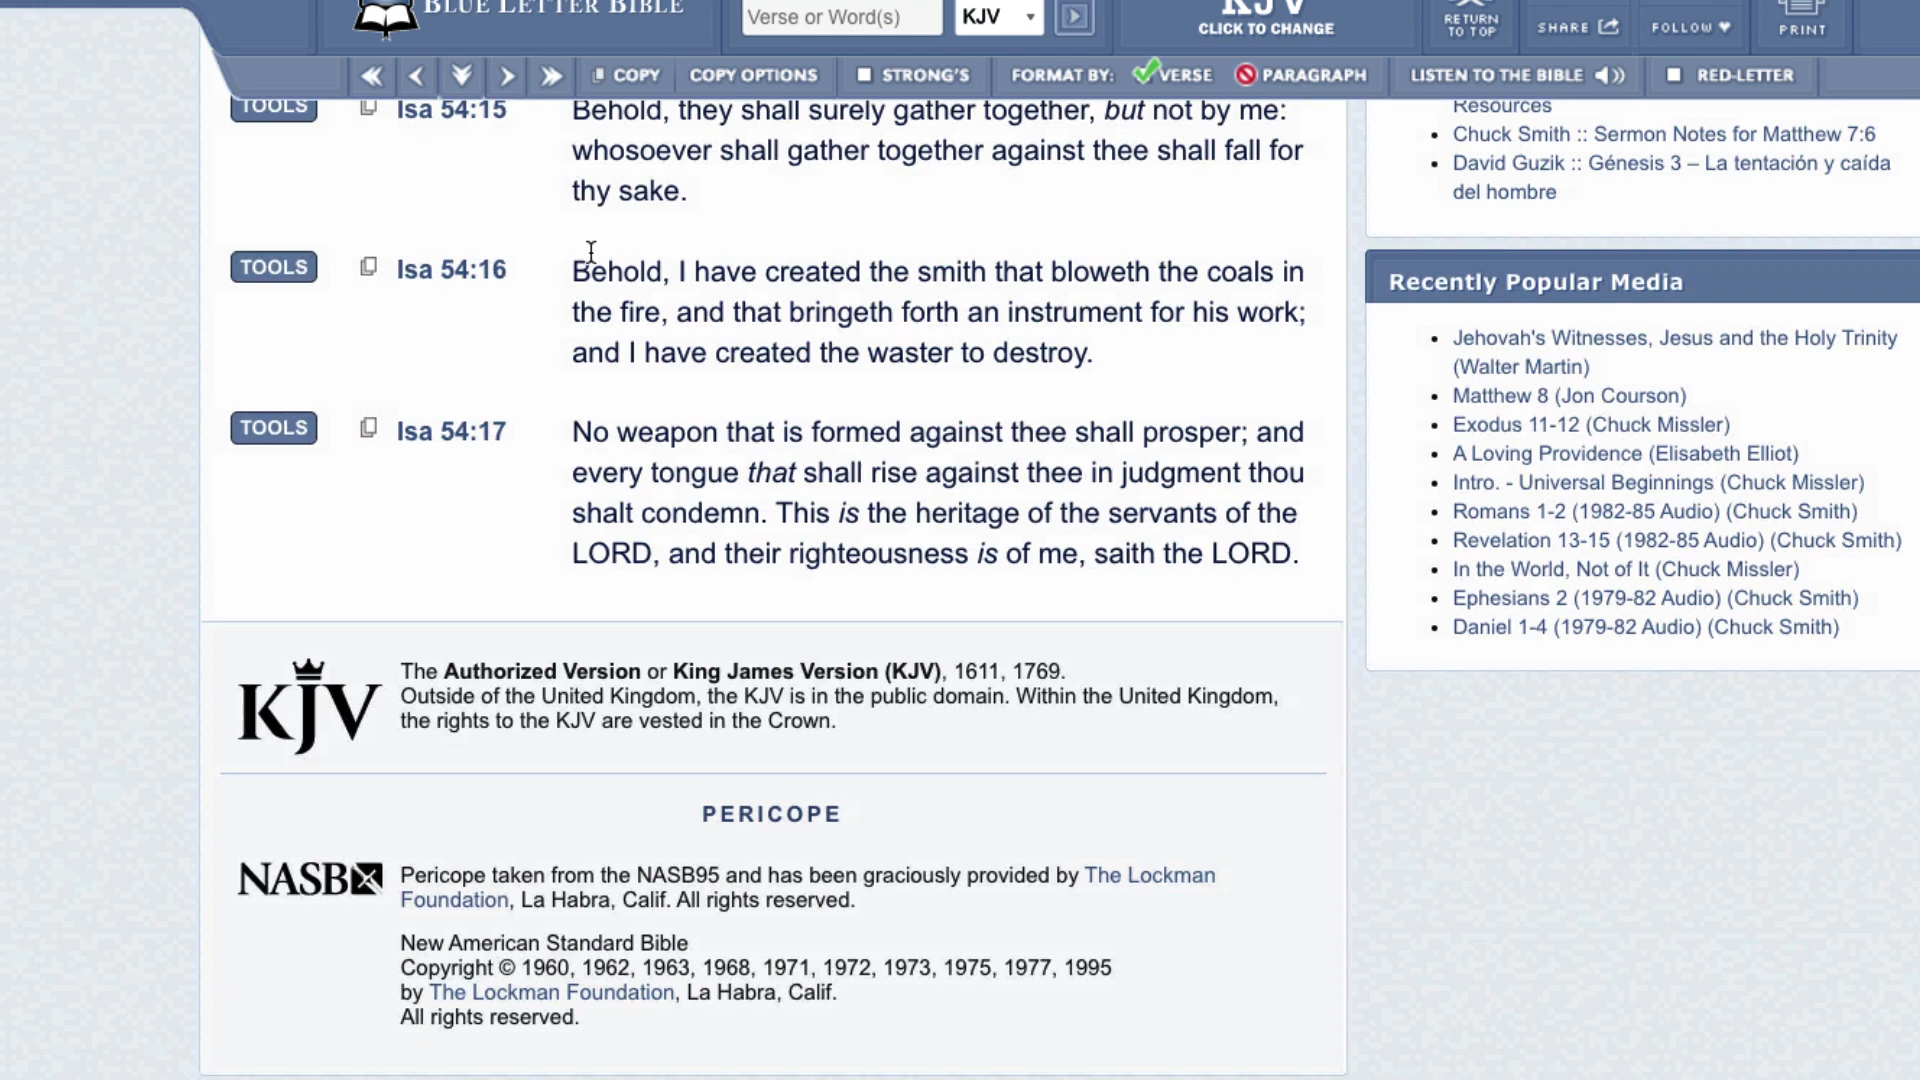 BLUE LETTER BIBLE
Verse or Word(s)
KJV
KJV
CLICK TO CHANGE
RETURN
TO TOP
SHARE
FOLLOW
PRINT
COPY
COPY OPTIONS
STRONG'S
FORMAT BY:
VERSE
PARAGRAPH
LISTEN TO THE BIBLE
RED-LETTER
TOOLS
Isa 54:15
Behold, they shall surely gather together, but not by me:
whosoever shall gather together against thee shall fall for
thy sake.
TOOLS
Isa 54:16
Behold, I have created the smith that bloweth the coals in
the fire, and that bringeth forth an instrument for his work;
and I have created the waster to destroy.
TOOLS
Isa 54:17
No weapon that is formed against thee shall prosper; and
every tongue that shall rise against thee in judgment thou
shalt condemn. This is the heritage of the servants of the
LORD, and their righteousness is of me, saith the LORD.
KJV
The Authorized Version or King James Version (KJV), 1611, 1769.
Outside of the United Kingdom, the KJV is in the public domain. Within the United Kingdom,
the rights to the KJV are vested in the Crown.
PERICOPE
NASB
Pericope taken from the NASB95 and has been graciously provided by The Lockman
Foundation, La Habra, Calif. All rights reserved.
New American Standard Bible
Copyright © 1960, 1962, 1963, 1968, 1971, 1972, 1973, 1975, 1977, 1995
by The Lockman Foundation, La Habra, Calif.
All rights reserved.
Resources
Chuck Smith :: Sermon Notes for Matthew 7:6
David Guzik :: Génesis 3 – La tentación y caída
del hombre
Recently Popular Media
Jehovah's Witnesses, Jesus and the Holy Trinity
(Walter Martin)
Matthew 8 (Jon Courson)
Exodus 11-12 (Chuck Missler)
A Loving Providence (Elisabeth Elliot)
Intro. - Universal Beginnings (Chuck Missler)
Romans 1-2 (1982-85 Audio) (Chuck Smith)
Revelation 13-15 (1982-85 Audio) (Chuck Smith)
In the World, Not of It (Chuck Missler)
Ephesians 2 (1979-82 Audio) (Chuck Smith)
Daniel 1-4 (1979-82 Audio) (Chuck Smith)